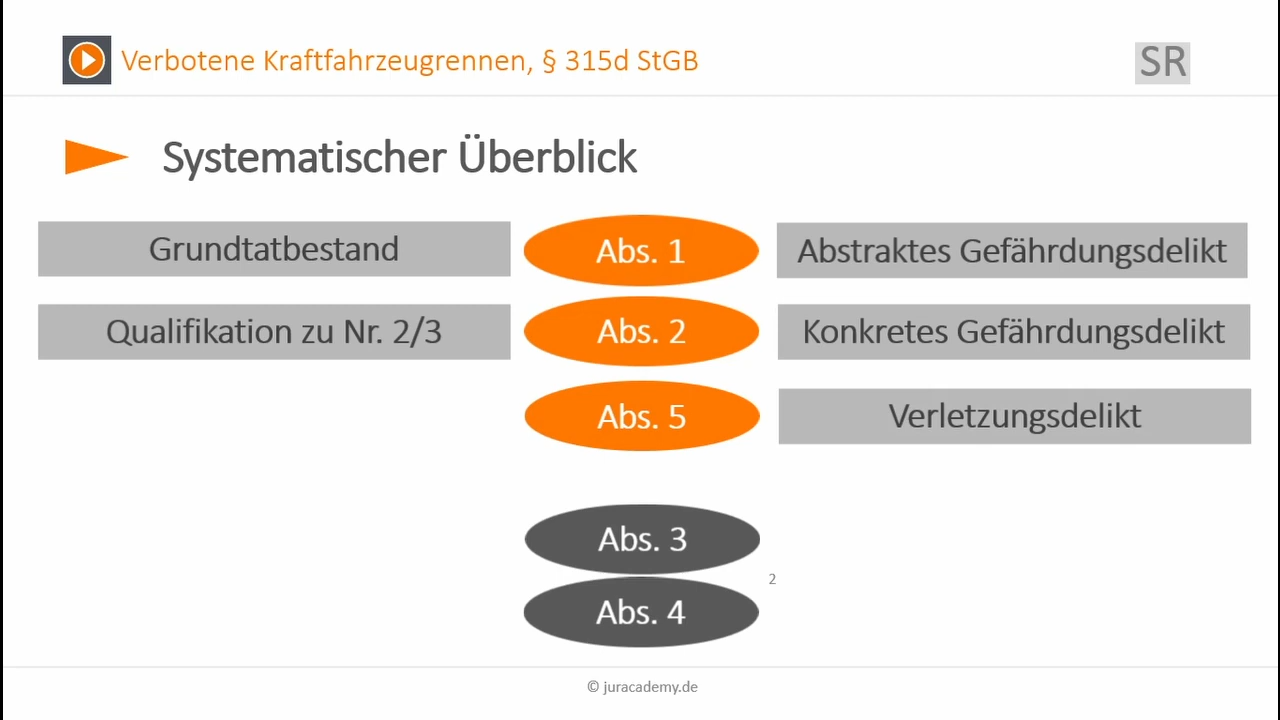 Verbotene Kraftfahrzeugrennen, § 315d StGB
SR
Systematischer Überblick
Grundtatbestand
Abs. 1
Abstraktes Gefährdungsdelikt
Qualifikation zu Nr. 2/3
Abs. 2
Konkretes Gefährdungsdelikt
Abs. 5
Verletzungsdelikt
Abs. 3
2
Abs. 4
© juracademy.de